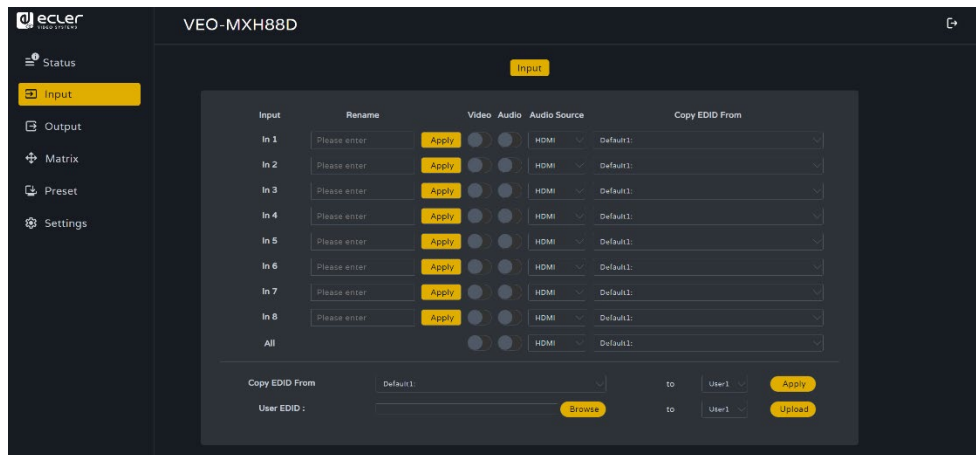 ecler
VIDEO SYSTEMS
VEO-MXH88D
Status
Input
Output
Matrix
Preset
Settings
Input
Input Rename Video Audio Audio Source Copy EDID From
In 1 Please enter Apply HDMI Default1:
In 2 Please enter Apply HDMI Default1:
In 3 Please enter Apply HDMI Default1:
In 4 Please enter Apply HDMI Default1:
In 5 Please enter Apply HDMI Default1:
In 6 Please enter Apply HDMI Default1:
In 7 Please enter Apply HDMI Default1:
In 8 Please enter Apply HDMI Default1:
All HDMI Default1:
Copy EDID From Default1: to User1 Apply
User EDID : Browse to User1 Upload